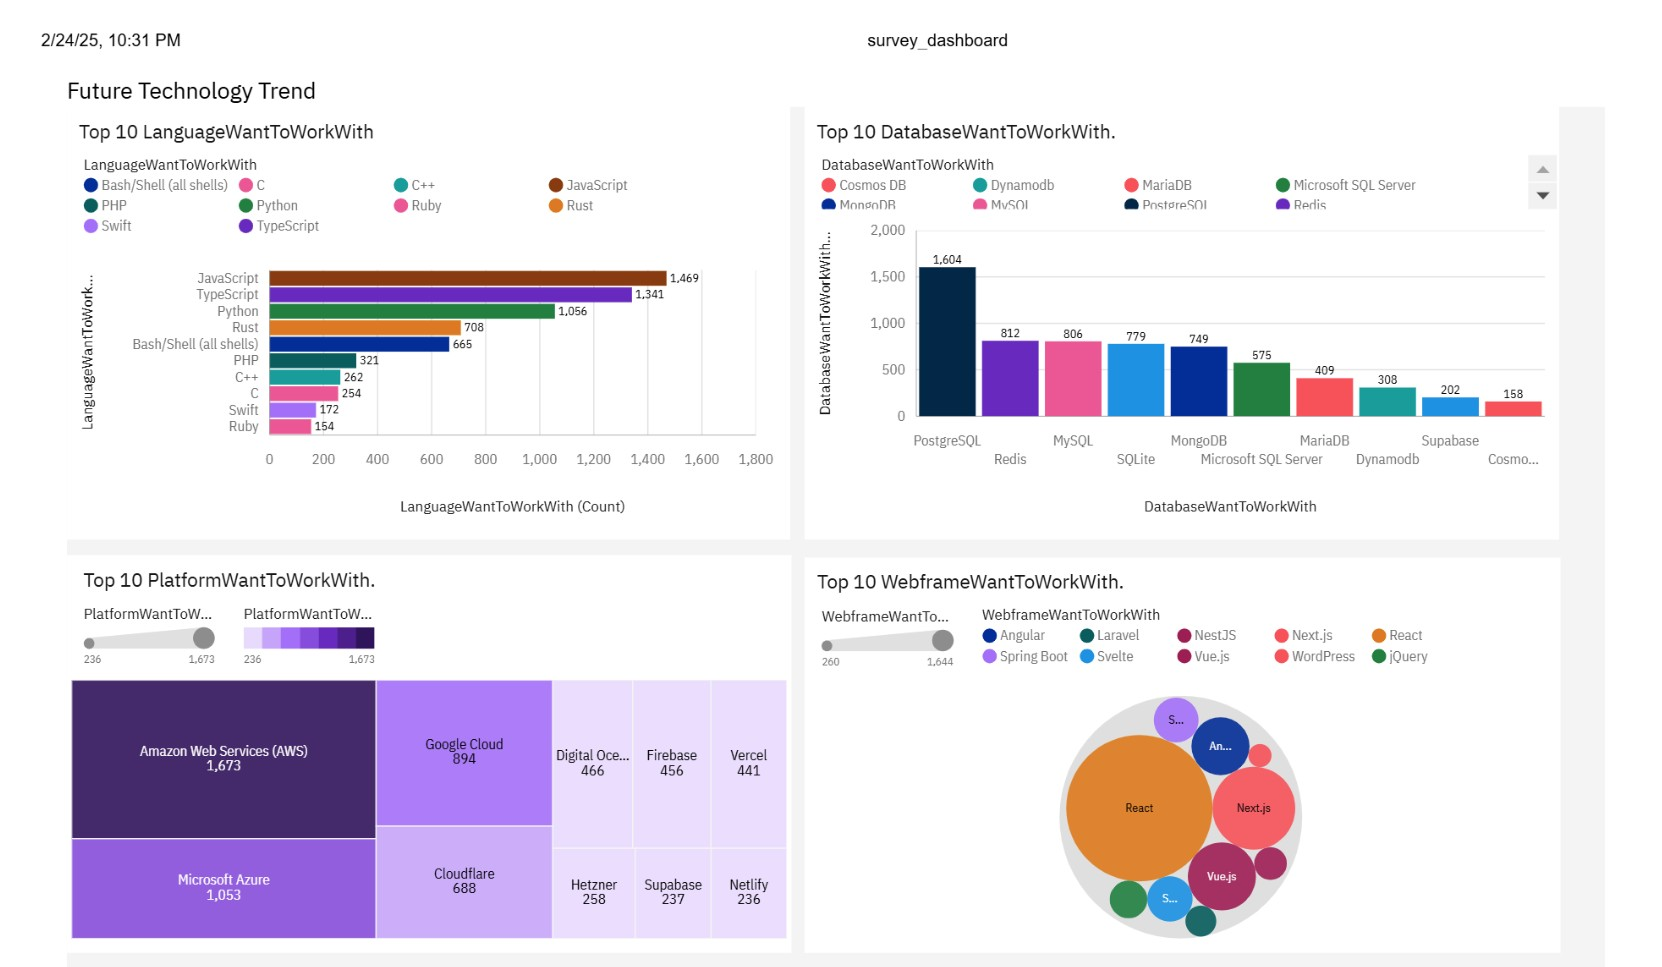 2/24/25, 10:31 PM survey_dashboard
Future Technology Trend
Top 10 LanguageWantToWorkWith
LanguageWantToWorkWith
Bash/Shell (all shells) C C++ JavaScript
PHP Python Ruby Rust
Swift TypeScript
LanguageWantToWork...
JavaScript 1,469
TypeScript 1,341
Python 1,056
Rust 708
Bash/Shell (all shells) 665
PHP 321
C++ 262
C 254
Swift 172
Ruby 154
0 200 400 600 800 1,000 1,200 1,400 1,600 1,800
LanguageWantToWorkWith (Count)
Top 10 DatabaseWantToWorkWith.
DatabaseWantToWorkWith
Cosmos DB Dynamodb MariaDB Microsoft SQL Server
MongoDB MySQL PostgreSQL Redis
DatabaseWantToWorkWith...
2,000
1,500
1,000
500
0
1,604 812 806 779 749 575 409 308 202 158
PostgreSQL MySQL MongoDB MariaDB Supabase
Redis SQLite Microsoft SQL Server Dynamodb Cosmo...
DatabaseWantToWorkWith
Top 10 PlatformWantToWorkWith.
PlatformWantToW... PlatformWantToW...
236 1,673 236 1,673
Amazon Web Services (AWS)
1,673
Microsoft Azure
1,053
Google Cloud
894
Cloudflare
688
Digital Oce...
466
Firebase
456
Vercel
441
Hetzner
258
Supabase
237
Netlify
236
Top 10 WebframeWantToWorkWith.
WebframeWantTo... WebframeWantToWorkWith
260 1,644
Angular Laravel NestJS Next.js React
Spring Boot Svelte Vue.js WordPress jQuery
S...
An...
React
Next.js
Vue.js
S...